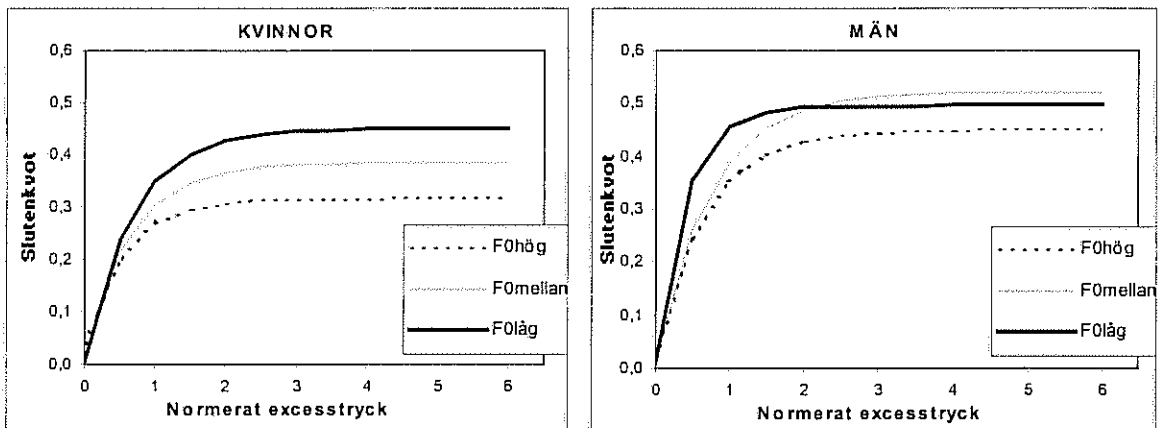 KVINNOR
0,6
0,5
0,4
0,3
0,2
0,1
0,0
Slutenkvot
0
1
2
3
4
5
6
Normerat excesstryck
F0hög
F0mellan
F0låg
MÄN
0,6
0,5
0,4
0,3
0,2
0,1
0,0
Slutenkvot
0
1
2
3
4
5
6
Normerat excesstryck
F0hög
F0mellan
F0låg